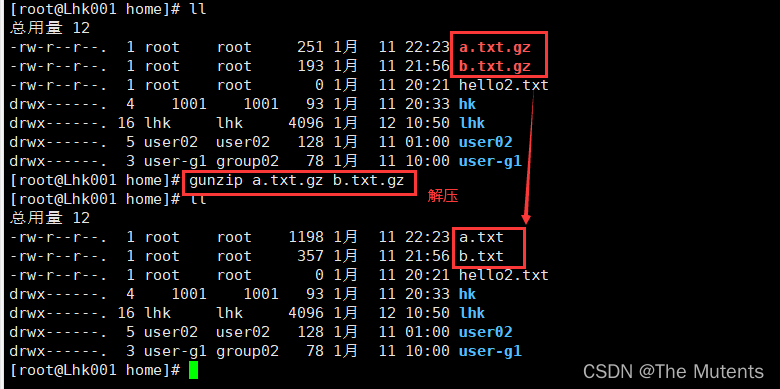 [root@Lhk001 home]# ll
总用量 12
-rw-r--r--. 1 root root 251 1月 11 22:23 a.txt.gz
-rw-r--r--. 1 root root 193 1月 11 21:56 b.txt.gz
-rw-r--r--. 1 root root 0 1月 11 20:21 hello2.txt
drwx------. 4 1001 1001 93 1月 11 20:33 hk
drwx------. 16 lhk lhk 4096 1月 12 10:50 lhk
drwx------. 5 user02 user02 128 1月 11 01:00 user02
drwx------. 3 user-g1 group02 78 1月 11 10:00 user-g1
[root@Lhk001 home]# gunzip a.txt.gz b.txt.gz
解压
[root@Lhk001 home]# ll
总用量 12
-rw-r--r--. 1 root root 1198 1月 11 22:23 a.txt
-rw-r--r--. 1 root root 357 1月 11 21:56 b.txt
-rw-r--r--. 1 root root 0 1月 11 20:21 hello2.txt
drwx------. 4 1001 1001 93 1月 11 20:33 hk
drwx------. 16 lhk lhk 4096 1月 12 10:50 lhk
drwx------. 5 user02 user02 128 1月 11 01:00 user02
drwx------. 3 user-g1 group02 78 1月 11 10:00 user-g1
[root@Lhk001 home]#
CSDN @The Mutents